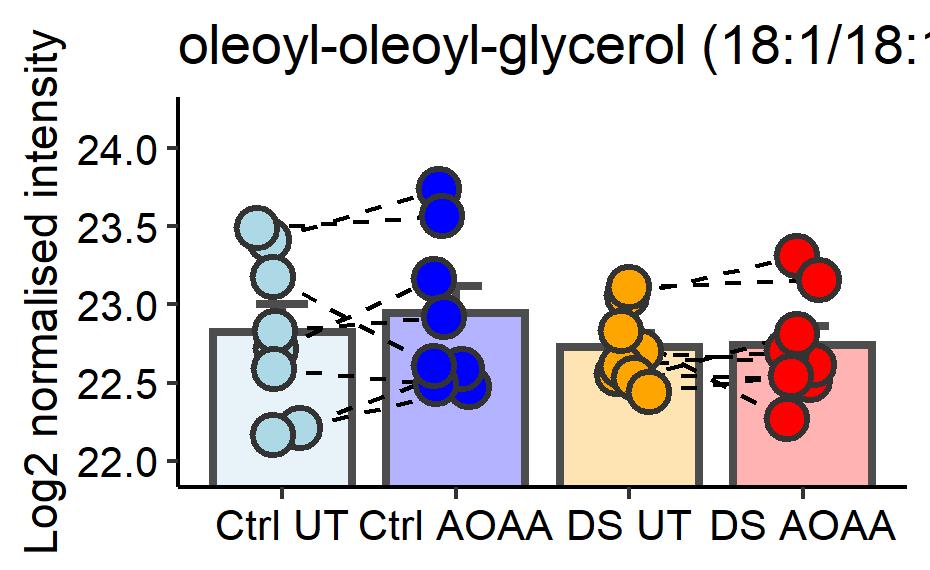 oleoyl-oleoyl-glycerol (18:1/18:1
Log2 normalised intensity
24.0
23.5
23.0
22.5
22.0
Ctrl UT Ctrl AOAA DS UT DS AOAA